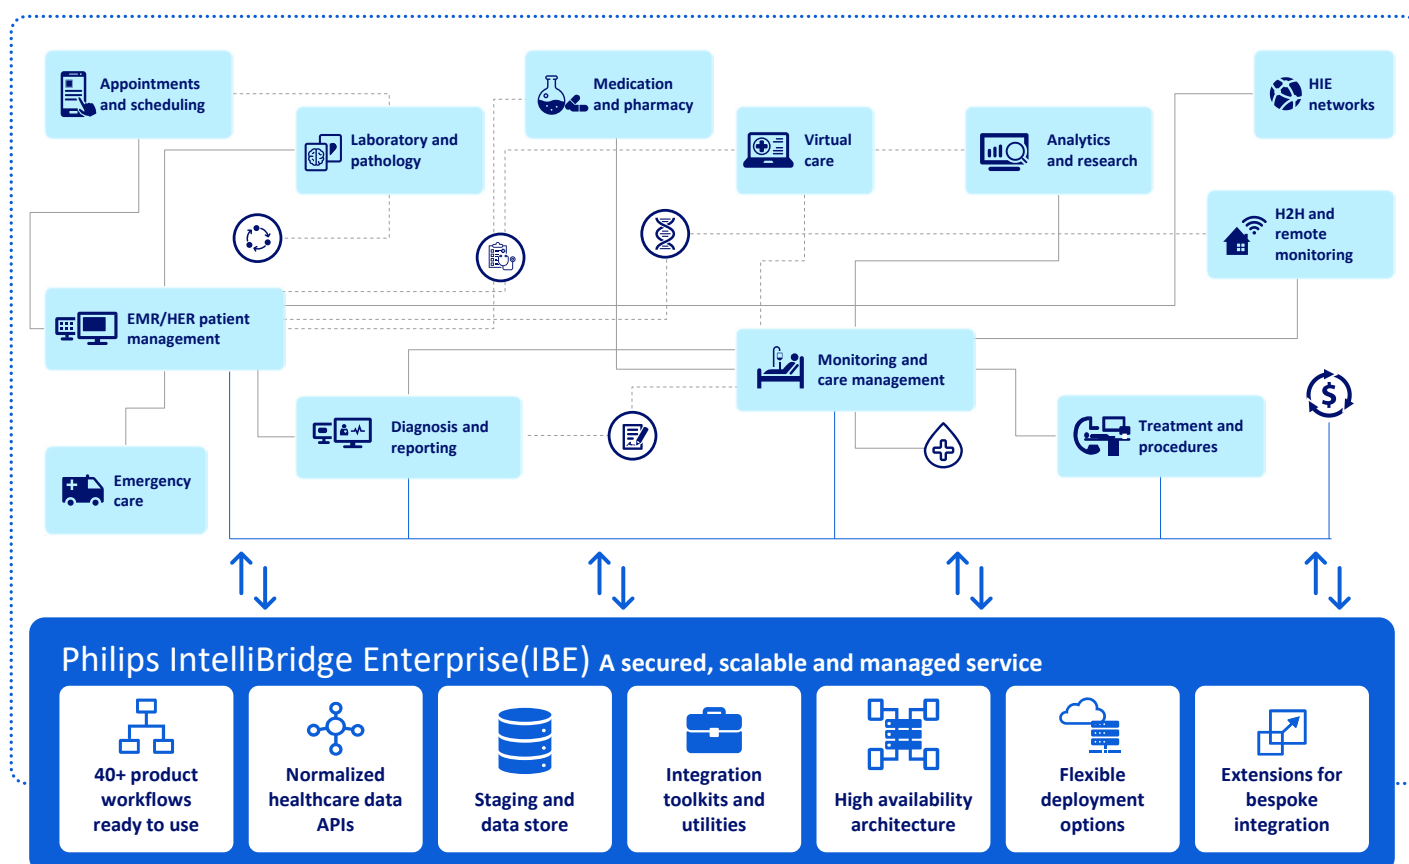 Appointments
and scheduling
Medication
and pharmacy
HIE
networks
Laboratory and
pathology
Virtual
care
Analytics
and research
H2H and
remote
monitoring
EMR/HER patient
management
Monitoring and
care management
Diagnosis and
reporting
Treatment and
procedures
Emergency
care
Philips IntelliBridge Enterprise(IBE) A secured, scalable and managed service
40+ product
workflows
ready to use
Normalized
healthcare data
APIs
Staging and
data store
Integration
toolkits and
utilities
High availability
architecture
Flexible
deployment
options
Extensions for
bespoke
integration